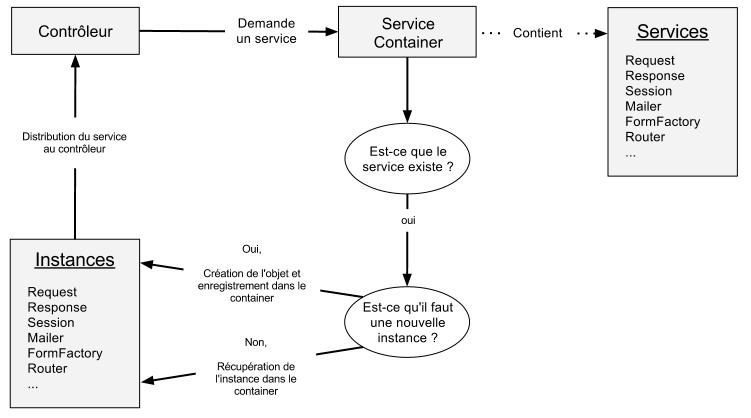 Contrôleur
Demande
un service
Service
Container
Contient
Services
Request
Response
Session
Mailer
FormFactory
Router
...
Distribution du service
au contrôleur
Est-ce que le
service existe ?
oui
Instances
Request
Response
Session
Mailer
FormFactory
Router
...
Oui,
Création de l'objet et
enregistrement dans le
container
Est-ce qu'il faut
une nouvelle
instance ?
Non,
Récupération de
l'instance dans le
container